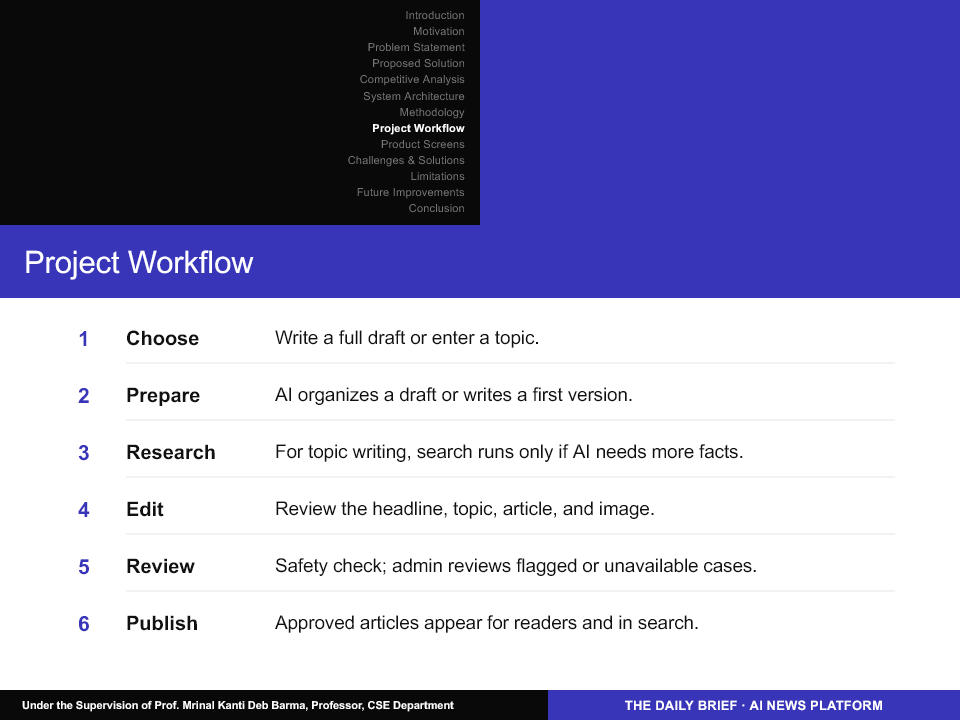 Introduction
Motivation
Problem Statement
Proposed Solution
Competitive Analysis
System Architecture
Methodology
Project Workflow
Product Screens
Challenges & Solutions
Limitations
Future Improvements
Conclusion
Project Workflow
1 Choose Write a full draft or enter a topic.
2 Prepare AI organizes a draft or writes a first version.
3 Research For topic writing, search runs only if AI needs more facts.
4 Edit Review the headline, topic, article, and image.
5 Review Safety check; admin reviews flagged or unavailable cases.
6 Publish Approved articles appear for readers and in search.
Under the Supervision of Prof. Mrinal Kanti Deb Barma, Professor, CSE Department
THE DAILY BRIEF · AI NEWS PLATFORM